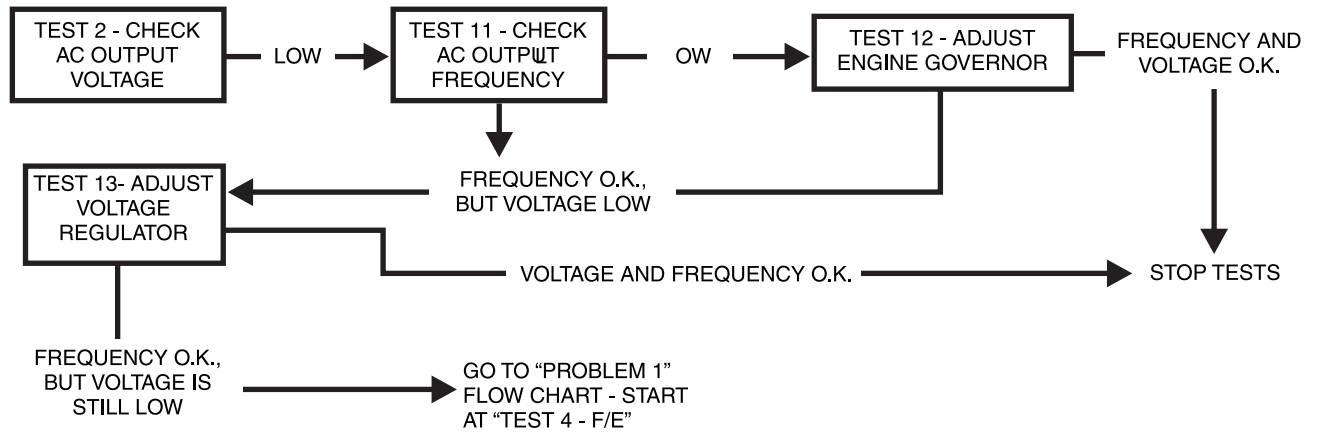 TEST 2 - CHECK
AC OUTPUT
VOLTAGE
LOW
TEST 11 - CHECK
AC OUTPUT
FREQUENCY
L
OW
TEST 12 - ADJUST
ENGINE GOVERNOR
FREQUENCY AND
VOLTAGE O.K.
TEST 13- ADJUST
VOLTAGE
REGULATOR
FREQUENCY O.K.,
BUT VOLTAGE LOW
VOLTAGE AND FREQUENCY O.K.
STOP TESTS
FREQUENCY O.K.,
BUT VOLTAGE IS
STILL LOW
GO TO “PROBLEM 1”
FLOW CHART - START
AT “TEST 4 - F/E”